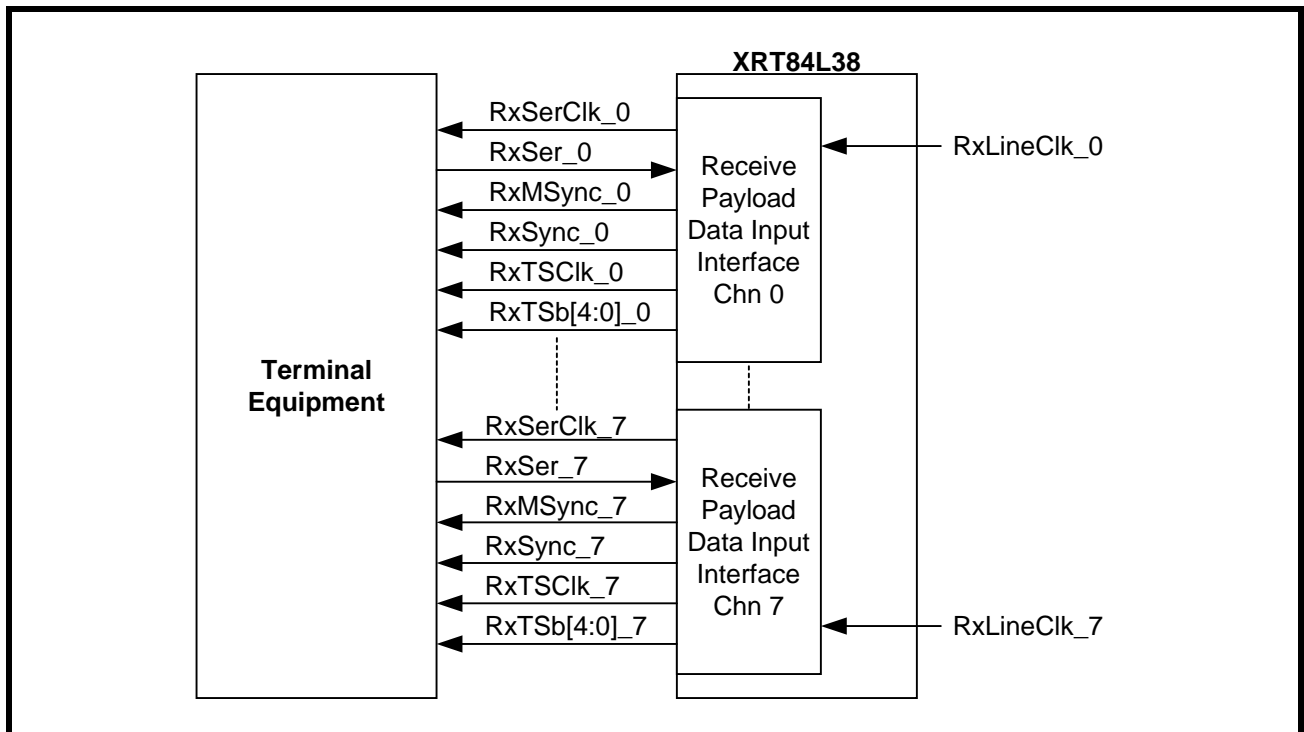 XRT84L38
RxSerClk_0
RxSer_0
RxMSync_0
RxSync_0
RxTSClk_0
RxTSb[4:0]_0
Receive
Payload
Data Input
Interface
Chn 0
RxLineClk_0
Terminal
Equipment
RxSerClk_7
RxSer_7
RxMSync_7
RxSync_7
RxTSClk_7
RxTSb[4:0]_7
Receive
Payload
Data Input
Interface
Chn 7
RxLineClk_7